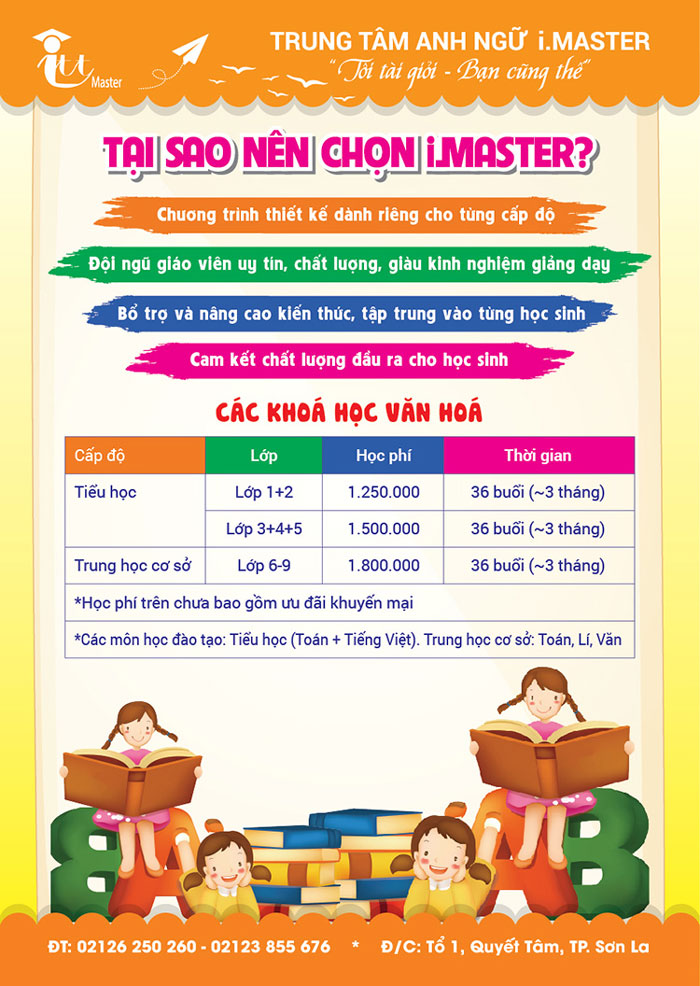 itt
Master
TRUNG TÂM ANH NGỮ i.MASTER
"Tôi tài giỏi - Bạn cũng thế"
TẠI SAO NÊN CHỌN i.MASTER?
Chương trình thiết kế dành riêng cho từng cấp độ
Đội ngũ giáo viên uy tín, chất lượng, giàu kinh nghiệm giảng dạy
Bổ trợ và nâng cao kiến thức, tập trung vào từng học sinh
Cam kết chất lượng đầu ra cho học sinh
CÁC KHOÁ HỌC VĂN HOÁ
Cấp độ Lớp Học phí Thời gian
Tiểu học Lớp 1+2 1.250.000 36 buổi (~3 tháng)
Lớp 3+4+5 1.500.000 36 buổi (~3 tháng)
Trung học cơ sở Lớp 6-9 1.800.000 36 buổi (~3 tháng)
*Học phí trên chưa bao gồm ưu đãi khuyến mại
*Các môn học đào tạo: Tiểu học (Toán + Tiếng Việt). Trung học cơ sở: Toán, Lí, Văn
B A A B
ĐT: 02126 250 260 - 02123 855 676 * Đ/C: Tổ 1, Quyết Tâm, TP. Sơn La